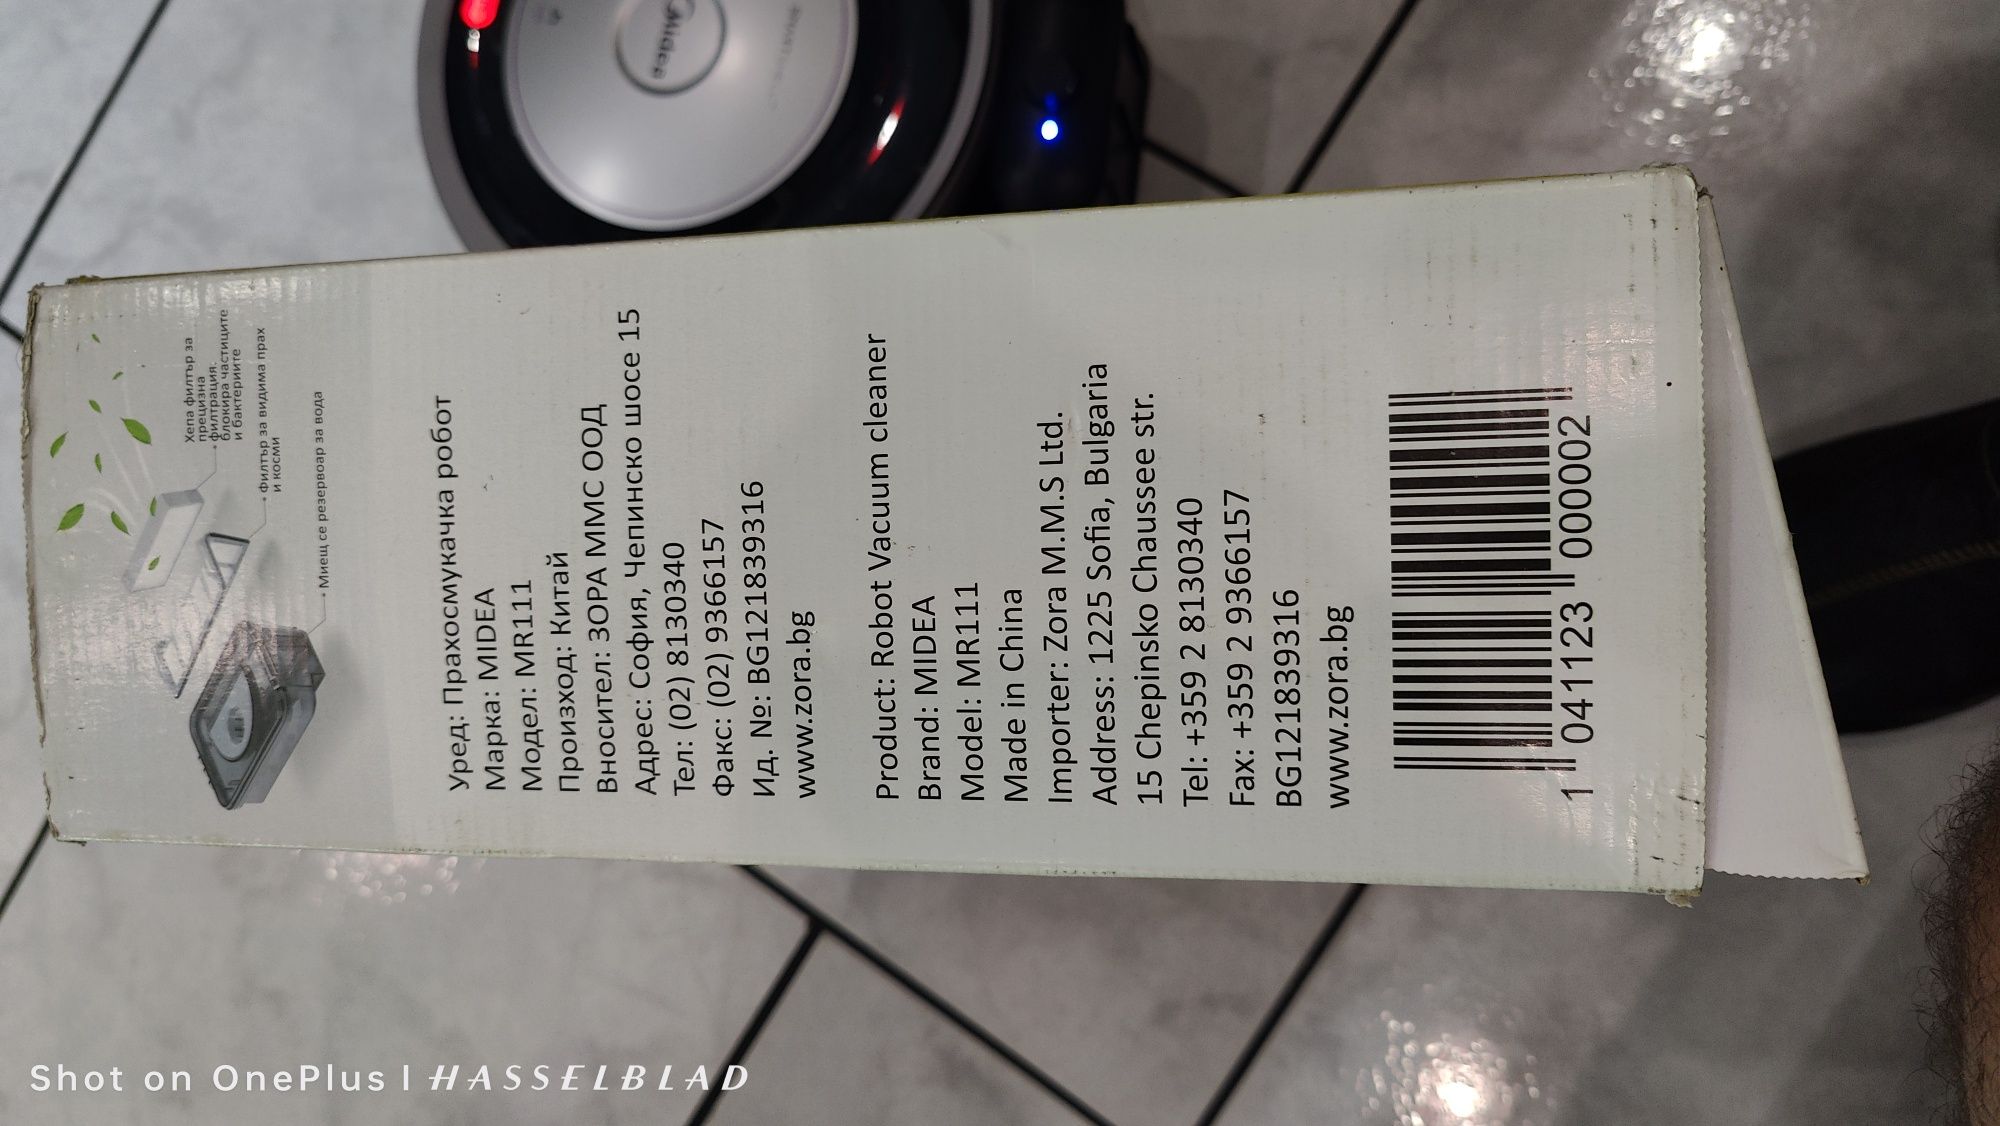 Хепа филтър за
прецизна
филтрация:
блокира частиците
и бактериите
филтър за видима прах
и косми
Миещ се резервоар за вода
Уред: Прахосмукачка робот
Марка: MIDEA
Модел: MR111
Произход: Китай
Вносител: ЗОРА ММС ООД
Адрес: София, Чепинско шосе 15
Тел: (02) 8130340
Факс: (02) 9366157
Ид. №: BG121839316
www.zora.bg
Product: Robot Vacuum cleaner
Brand: MIDEA
Model: MR111
Made in China
Importer: Zora M.M.S Ltd.
Address: 1225 Sofia, Bulgaria
15 Chepinsko Chaussee str.
Tel: +359 2 8130340
Fax: +359 2 9366157
BG121839316
www.zora.bg
1 041123 000002
Midea
Shot on OnePlus | HASSELBLAD